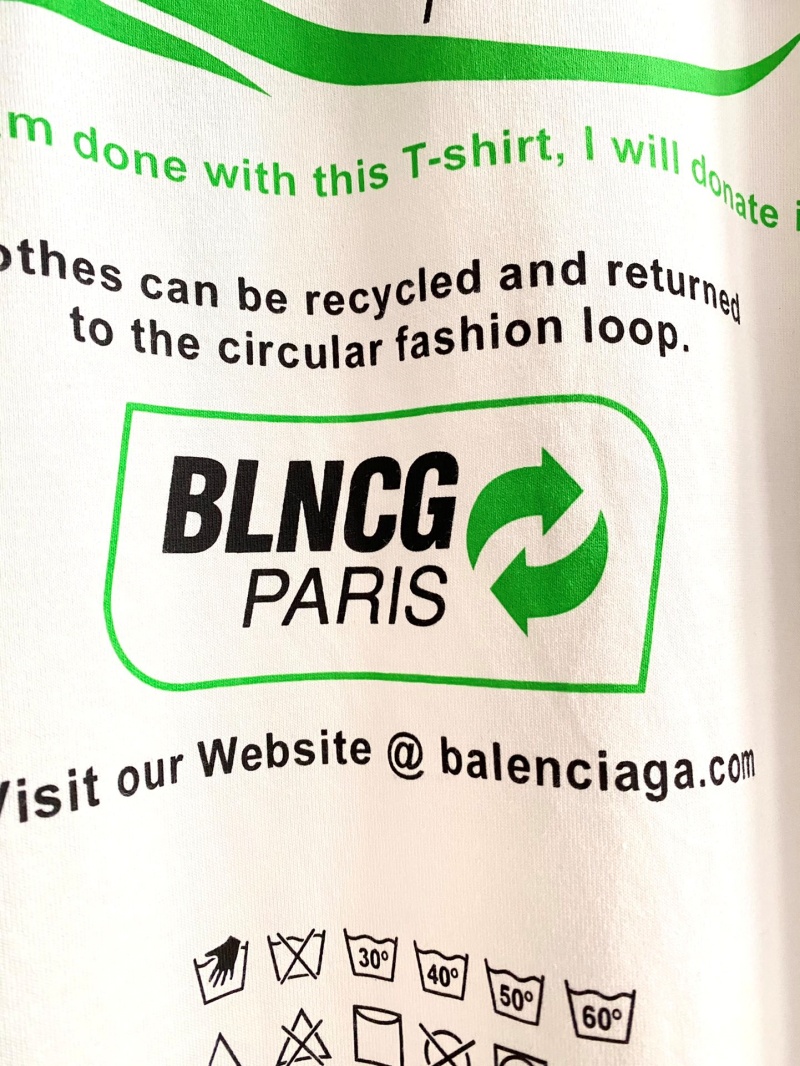 m done with this T-shirt, I will donate i
othes can be recycled and returned
to the circular fashion loop.
BLNCG
PARIS
Visit our Website @ balenciaga.com
30° 40° 50° 60°